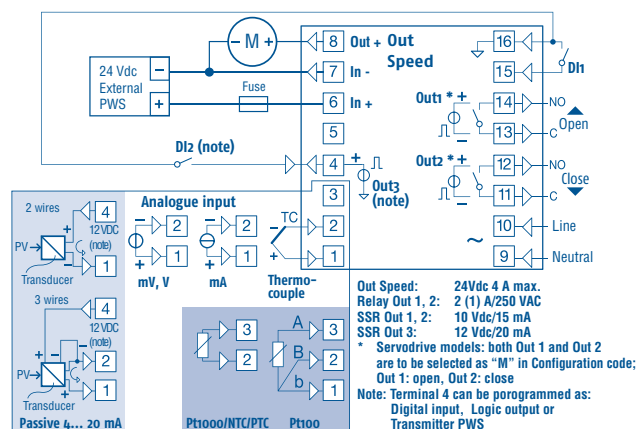 8 Out + Out Speed
- M +
16
24 Vdc External PWS
-
+
7 In -
15 DI1
Fuse
6 In +
Out1 * +
-
14 NO
Open
5
13 C
DI2 (note)
4 +
-
Out3 (note)
Out2 * +
-
12 NO
Close
11 C
3
10 Line
~
9 Neutral
2 wires
4
12 VDC
(note)
+
-
PV
1
Transducer
3 wires
4
12 VDC
(note)
+
-
-
2
PV
+
1
Transducer
Passive 4... 20 mA
Analogue input
+
-
2
1
mV, V
+
-
2
1
mA
TC
-
+
2
1
Thermo-
couple
3
2
Pt1000/NTC/PTC
A 3
B 2
b 1
Pt100
Out Speed: 24Vdc 4 A max.
Relay Out 1, 2: 2 (1) A/250 VAC
SSR Out 1, 2: 10 Vdc/15 mA
SSR Out 3: 12 Vdc/20 mA
* Servodrive models: both Out 1 and Out 2
are to be selected as “M” in Configuration code;
Out 1: open, Out 2: close
Note: Terminal 4 can be porogrammed as:
Digital input, Logic output or
Transmitter PWS